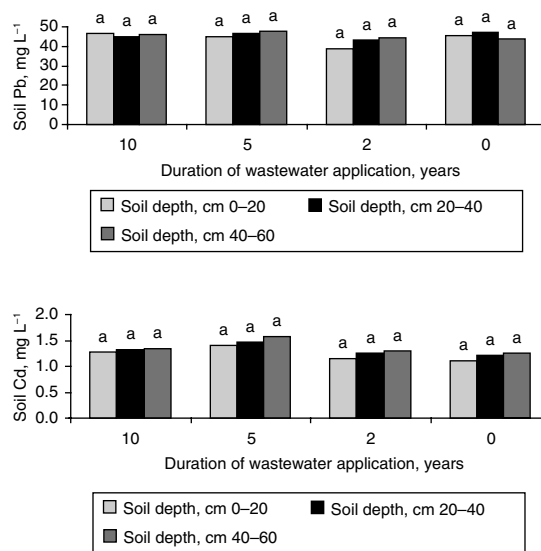 Soil Pb, mg L⁻¹
50
40
30
20
10
0
a a a a a a a a a a a a
10 5 2 0
Duration of wastewater application, years
Soil depth, cm 0–20 Soil depth, cm 20–40
Soil depth, cm 40–60
Soil Cd, mg L⁻¹
2.0
1.5
1.0
0.5
0.0
a a a a a a a a a a a a
10 5 2 0
Duration of wastewater application, years
Soil depth, cm 0–20 Soil depth, cm 20–40
Soil depth, cm 40–60